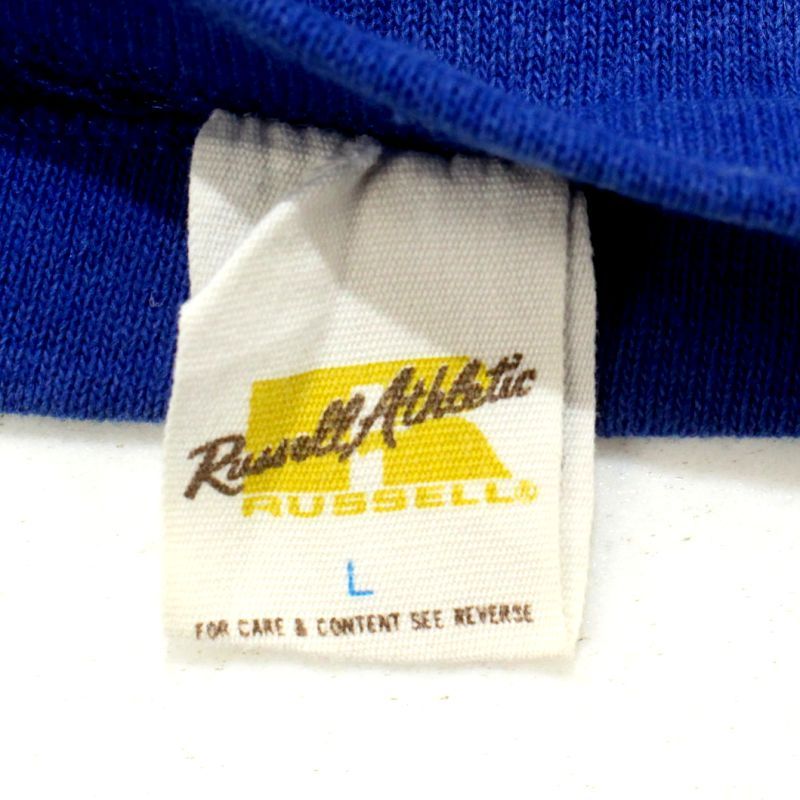 Russell Athletic
RUSSELL®
L
FOR CARE & CONTENT SEE REVERSE